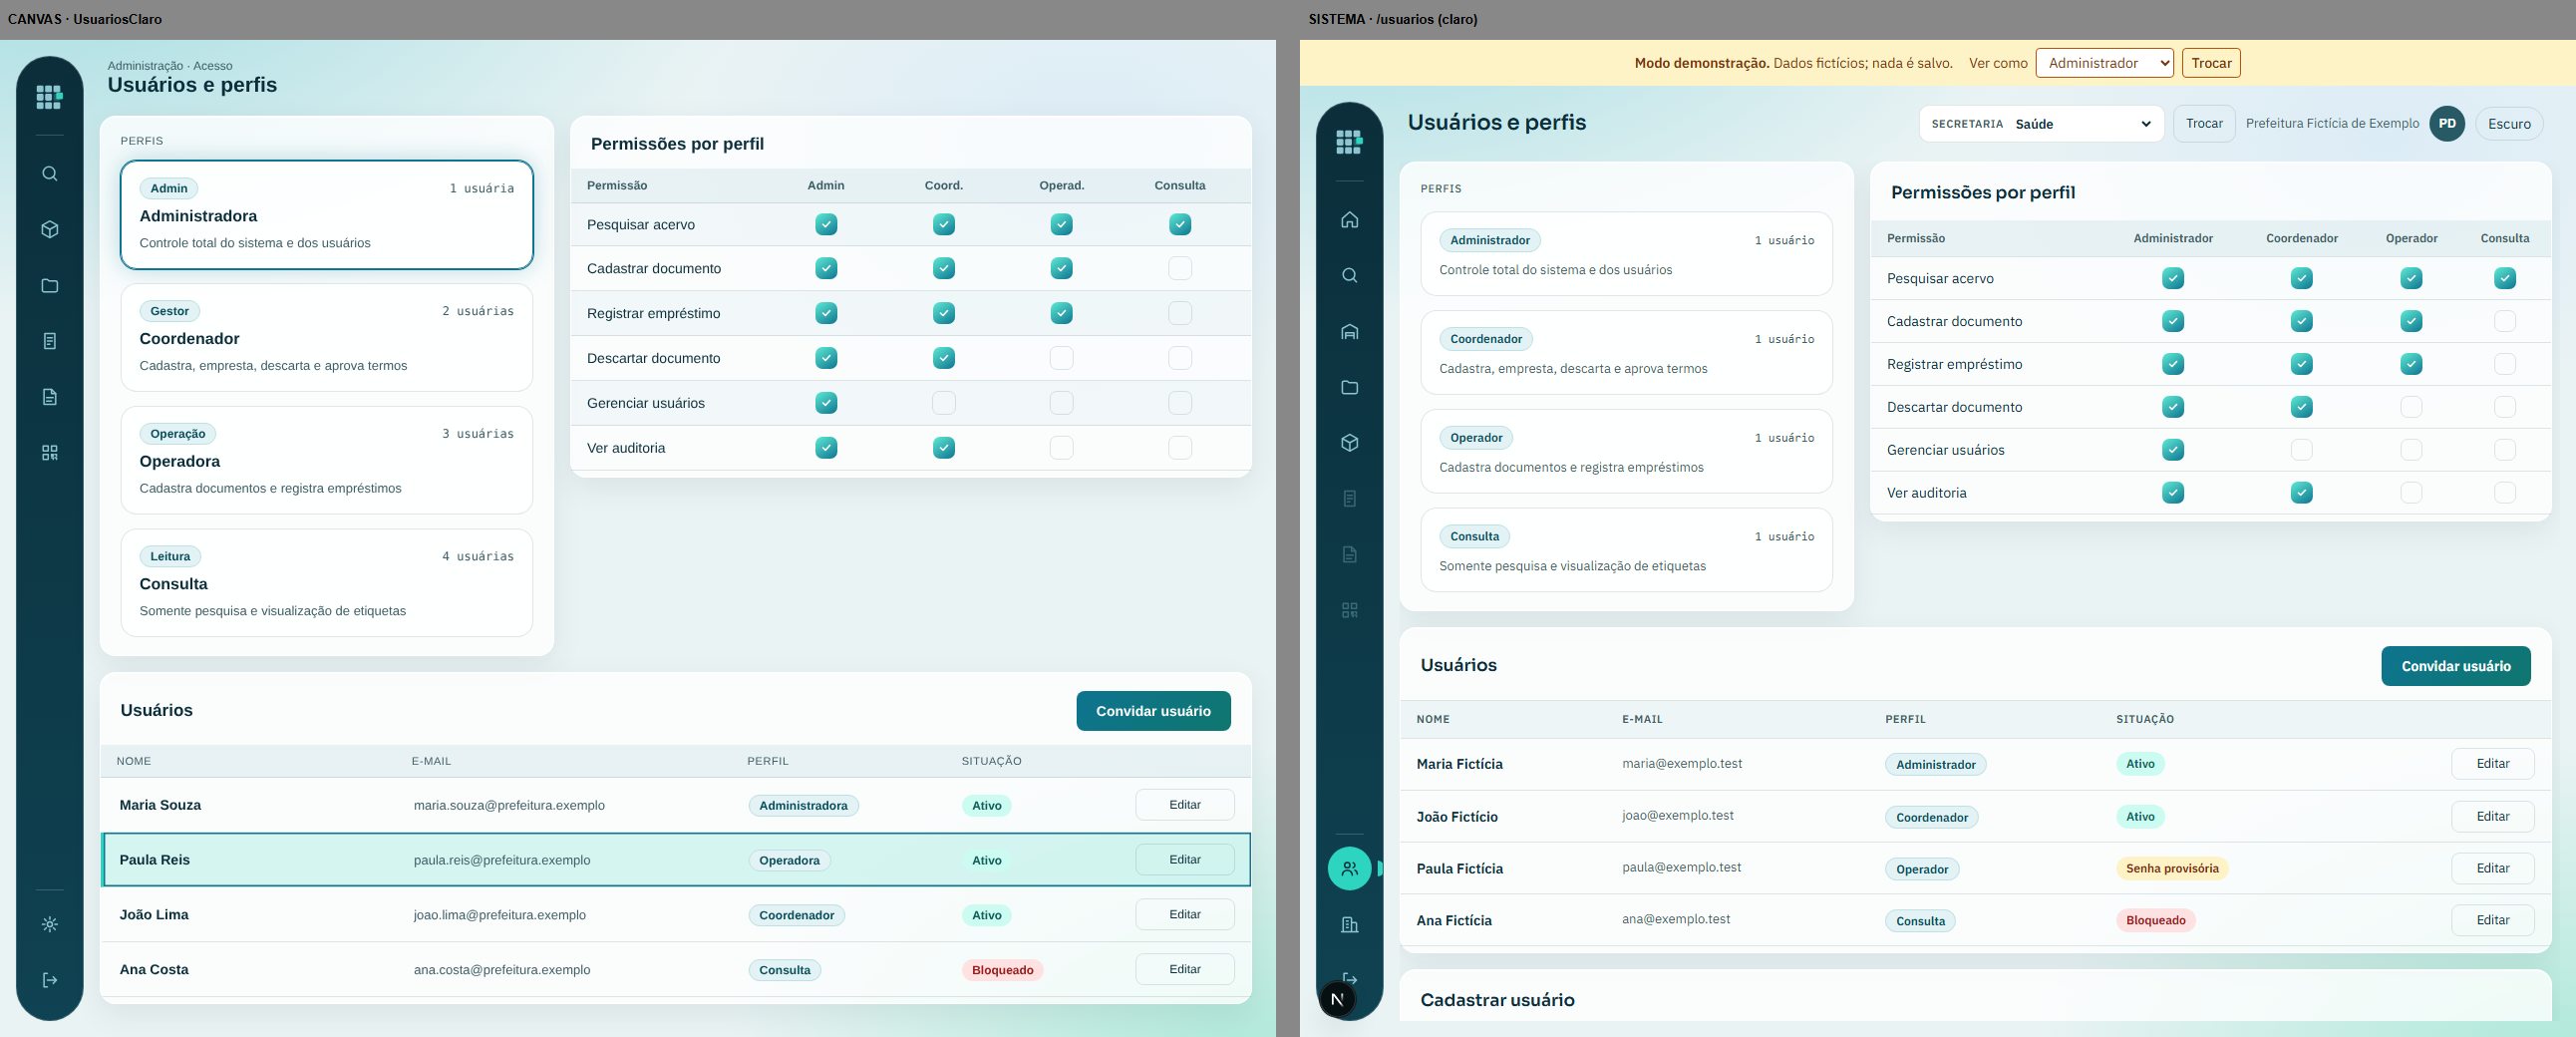 CANVAS · UsuariosClaro
Administração · Acesso
Usuários e perfis
PERFIS
Admin 1 usuária
Administradora
Controle total do sistema e dos usuários
Gestor 2 usuárias
Coordenador
Cadastra, empresta, descarta e aprova termos
Operação 3 usuárias
Operadora
Cadastra documentos e registra empréstimos
Leitura 4 usuárias
Consulta
Somente pesquisa e visualização de etiquetas
Permissões por perfil
Permissão Admin Coord. Operad. Consulta
Pesquisar acervo
Cadastrar documento
Registrar empréstimo
Descartar documento
Gerenciar usuários
Ver auditoria
Usuários Convidar usuário
NOME E-MAIL PERFIL SITUAÇÃO
Maria Souza maria.souza@prefeitura.exemplo Administradora Ativo Editar
Paula Reis paula.reis@prefeitura.exemplo Operadora Ativo Editar
João Lima joao.lima@prefeitura.exemplo Coordenador Ativo Editar
Ana Costa ana.costa@prefeitura.exemplo Consulta Bloqueado Editar
SISTEMA · /usuarios (claro)
Modo demonstração. Dados fictícios; nada é salvo. Ver como Administrador Trocar
Usuários e perfis SECRETARIA Saúde Trocar Prefeitura Fictícia de Exemplo PD Escuro
PERFIS
Administrador 1 usuário
Controle total do sistema e dos usuários
Coordenador 1 usuário
Cadastra, empresta, descarta e aprova termos
Operador 1 usuário
Cadastra documentos e registra empréstimos
Consulta 1 usuário
Somente pesquisa e visualização de etiquetas
Permissões por perfil
Permissão Administrador Coordenador Operador Consulta
Pesquisar acervo
Cadastrar documento
Registrar empréstimo
Descartar documento
Gerenciar usuários
Ver auditoria
Usuários Convidar usuário
NOME E-MAIL PERFIL SITUAÇÃO
Maria Fictícia maria@exemplo.test Administrador Ativo Editar
João Fictício joao@exemplo.test Coordenador Ativo Editar
Paula Fictícia paula@exemplo.test Operador Senha provisória Editar
Ana Fictícia ana@exemplo.test Consulta Bloqueado Editar
N
Cadastrar usuário